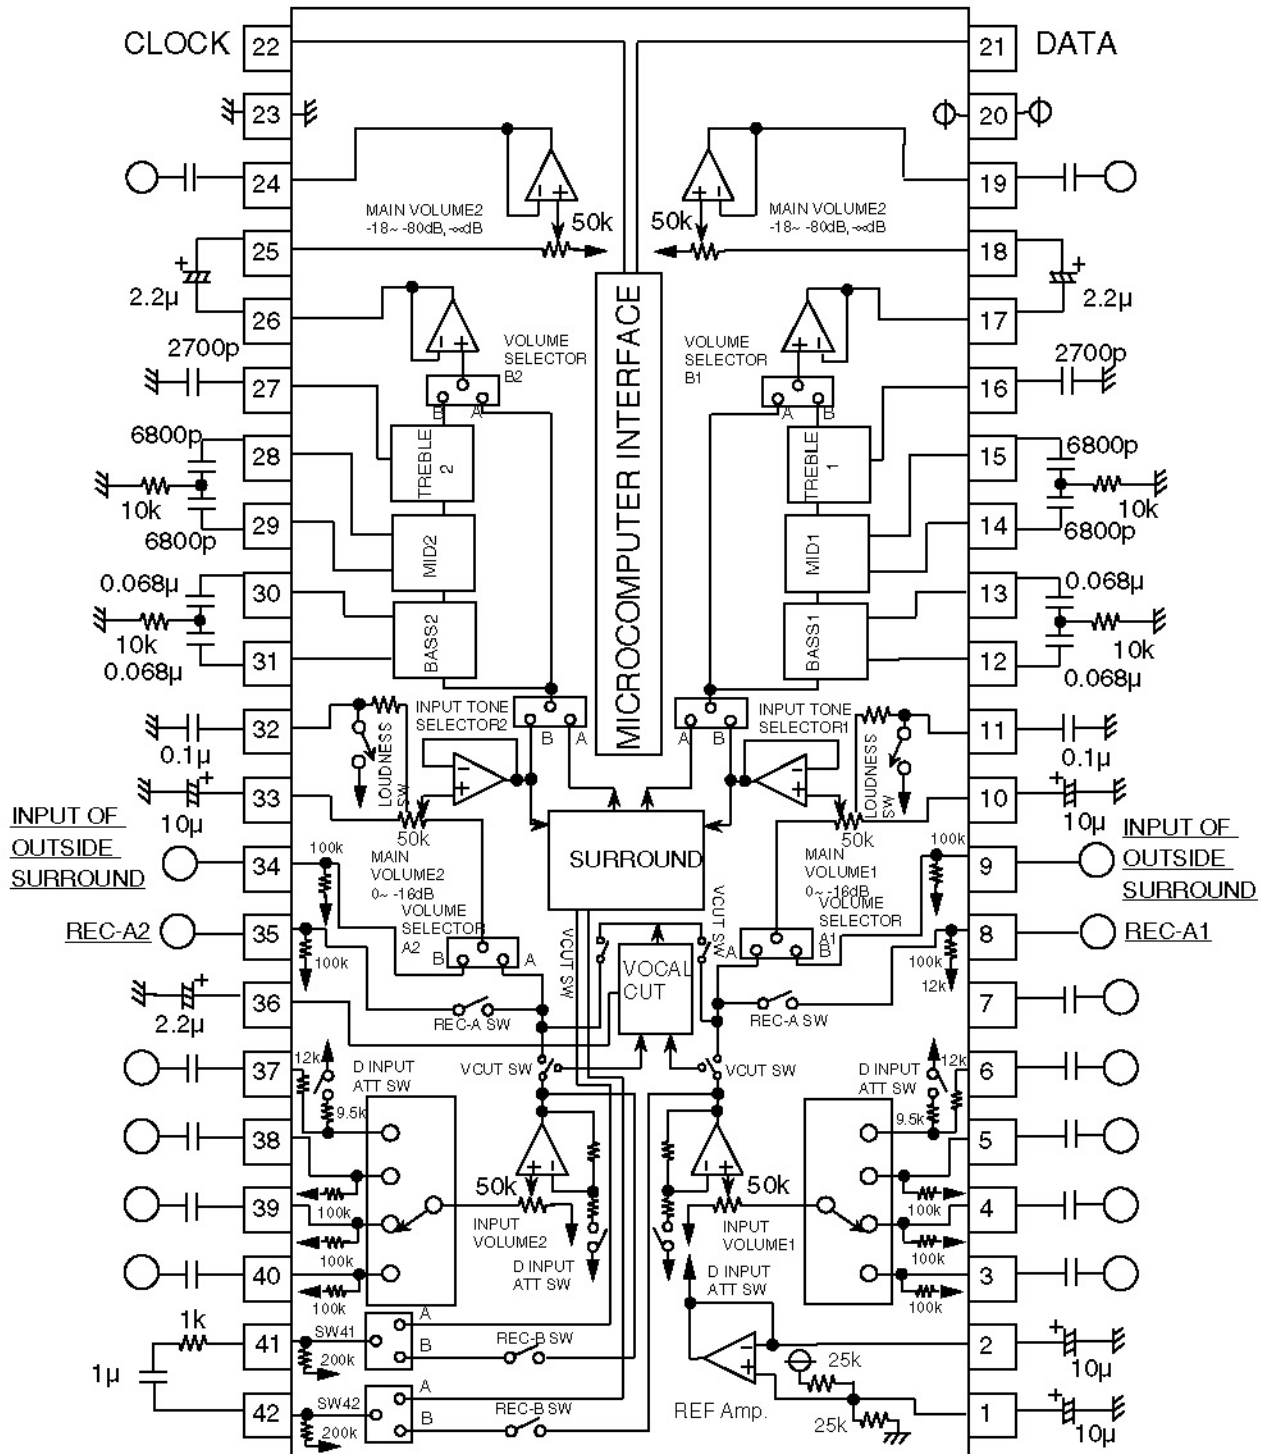 CLOCK
22
21
DATA
23
20
24
19
MAIN VOLUME2
-18~ -80dB, -∞dB
50k
50k
MAIN VOLUME2
-18~ -80dB, -∞dB
25
18
+
2.2µ
+
2.2µ
26
17
VOLUME
SELECTOR
B2
VOLUME
SELECTOR
B1
MICROCOMPUTER INTERFACE
2700p
27
16
2700p
B
A
A
B
6800p
28
TREBLE
2
TREBLE
1
15
6800p
10k
10k
6800p
29
MID2
MID1
14
6800p
0.068µ
30
BASS2
BASS1
13
0.068µ
10k
10k
0.068µ
31
12
0.068µ
INPUT TONE
SELECTOR2
INPUT TONE
SELECTOR1
B
A
A
B
32
11
0.1µ
0.1µ
LOUDNESS
SW
LOUDNESS
SW
33
10
+
10µ
+
10µ
50k
50k
INPUT OF
OUTSIDE
SURROUND
INPUT OF
OUTSIDE
SURROUND
SURROUND
34
9
100k
100k
MAIN
VOLUME2
0~ -16dB
MAIN
VOLUME1
0~ -16dB
VOLUME
SELECTOR
A2
VOLUME
SELECTOR
A1
B
A
A
B
REC-A2
35
8
REC-A1
100k
100k
12k
VCUT SW
VCUT SW
VOCAL
CUT
36
7
+
2.2µ
REC-A SW
REC-A SW
37
6
12k
12k
D INPUT
ATT SW
D INPUT
ATT SW
9.5k
9.5k
VCUT SW
VCUT SW
38
5
100k
100k
39
4
100k
100k
50k
50k
INPUT
VOLUME2
INPUT
VOLUME1
D INPUT
ATT SW
D INPUT
ATT SW
40
3
100k
100k
1k
41
SW41
200k
A
B
REC-B SW
2
+
10µ
1µ
42
SW42
200k
A
B
REC-B SW
REF Amp.
25k
25k
1
+
10µ